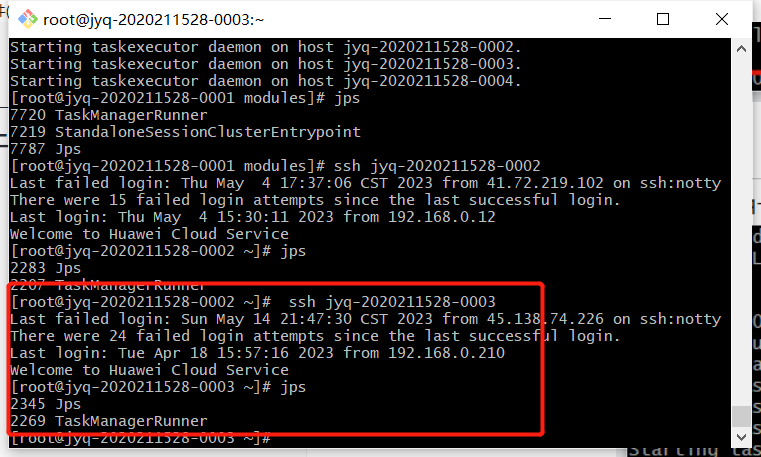 root@jyq-2020211528-0003:~
Starting taskexecutor daemon on host jyq-2020211528-0002.
Starting taskexecutor daemon on host jyq-2020211528-0003.
Starting taskexecutor daemon on host jyq-2020211528-0004.
[root@jyq-2020211528-0001 modules]# jps
7720 TaskManagerRunner
7219 StandaloneSessionClusterEntrypoint
7787 Jps
[root@jyq-2020211528-0001 modules]# ssh jyq-2020211528-0002
Last failed login: Thu May  4 17:37:06 CST 2023 from 41.72.219.102 on ssh:notty
There were 15 failed login attempts since the last successful login.
Last login: Thu May  4 15:30:11 2023 from 192.168.0.12
Welcome to Huawei Cloud Service
[root@jyq-2020211528-0002 ~]# jps
2283 Jps
2207 TaskManagerRunner
[root@jyq-2020211528-0002 ~]#  ssh jyq-2020211528-0003
Last failed login: Sun May 14 21:47:30 CST 2023 from 45.138.74.226 on ssh:notty
There were 24 failed login attempts since the last successful login.
Last login: Tue Apr 18 15:57:16 2023 from 192.168.0.210
Welcome to Huawei Cloud Service
[root@jyq-2020211528-0003 ~]# jps
2345 Jps
2269 TaskManagerRunner
[root@jyq-2020211528-0003 ~]#
Starting tas